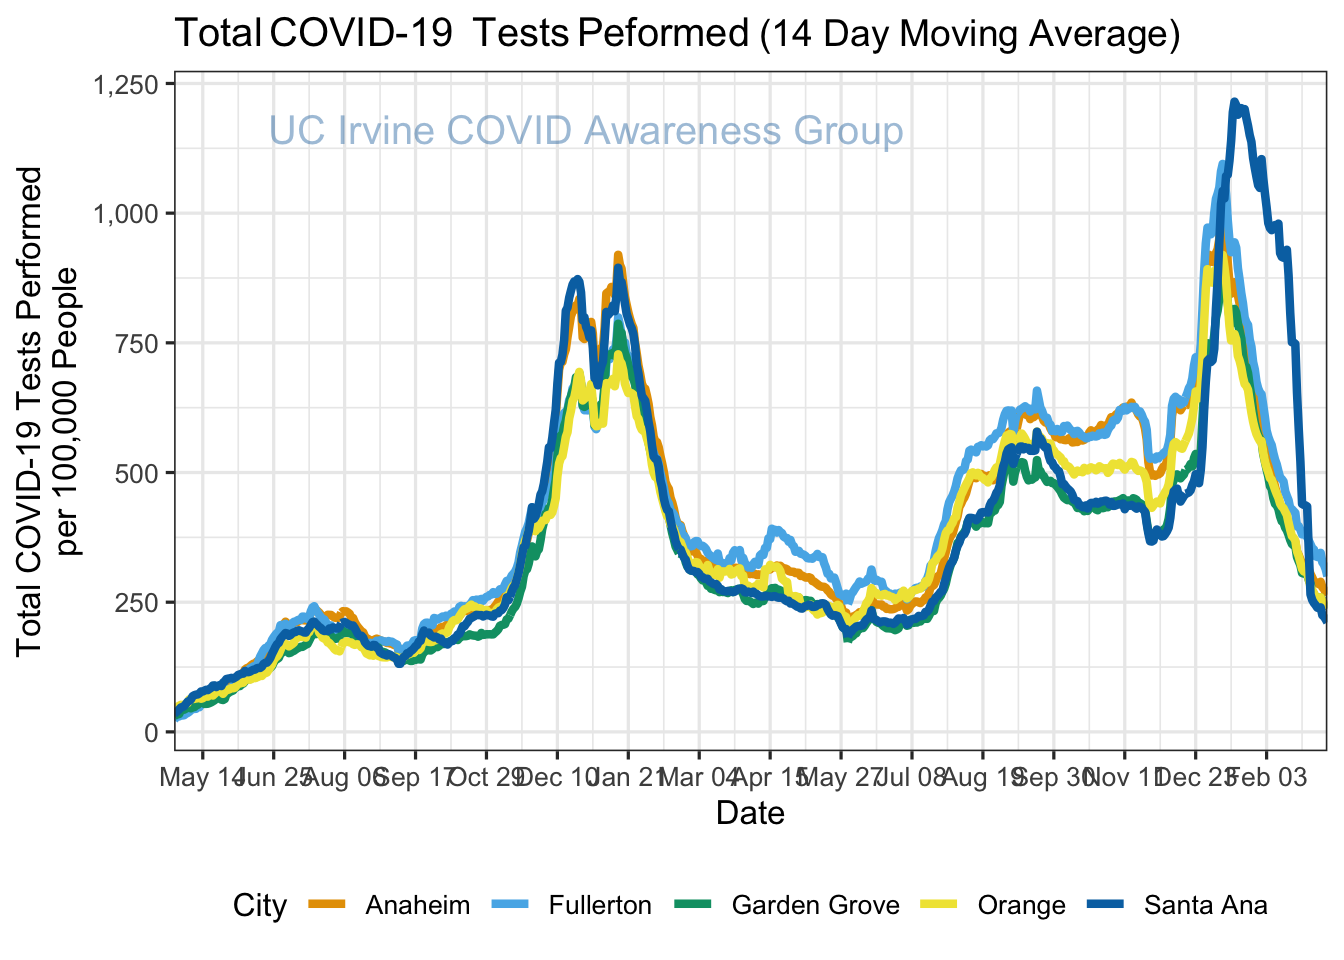 Total COVID-19 Tests Peformed (14 Day Moving Average)
UC Irvine COVID Awareness Group
Total COVID-19 Tests Performed
per 100,000 People
1,250
1,000
750
500
250
0
May 14 Jun 25 Aug 06 Sep 17 Oct 29 Dec 10 Jan 21 Mar 04 Apr 15 May 27 Jul 08 Aug 19 Sep 30 Nov 11 Dec 23 Feb 03
Date
City Anaheim Fullerton Garden Grove Orange Santa Ana